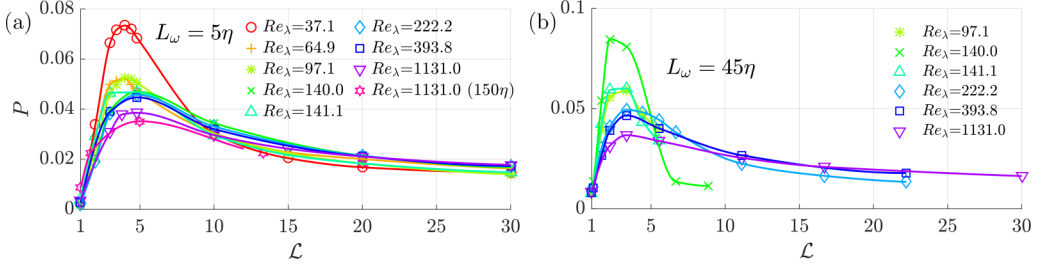 (a)
0.08
0.06
0.04
0.02
0
P
L_ω = 5η
Re_λ=37.1
Re_λ=64.9
Re_λ=97.1
Re_λ=140.0
Re_λ=141.1
Re_λ=222.2
Re_λ=393.8
Re_λ=1131.0
Re_λ=1131.0 (150η)
1 5 10 15 20 25 30
ℒ
(b)
0.1
0.05
0
L_ω = 45η
Re_λ=97.1
Re_λ=140.0
Re_λ=141.1
Re_λ=222.2
Re_λ=393.8
Re_λ=1131.0
1 5 10 15 20 25 30
ℒ